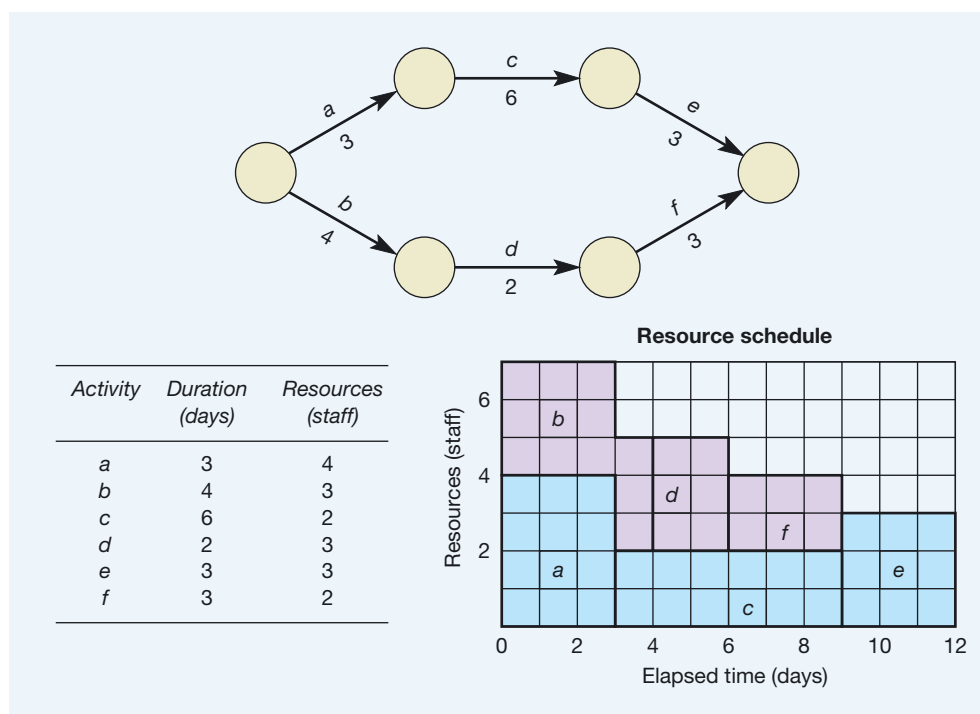 c
6
a
3
e
3
b
4
f
3
d
2
Resource schedule
Activity Duration (days) Resources (staff)
a 3 4
b 4 3
c 6 2
d 2 3
e 3 3
f 3 2
Resources (staff)
6
4
2
b
d
f
a
e
c
0 2 4 6 8 10 12
Elapsed time (days)